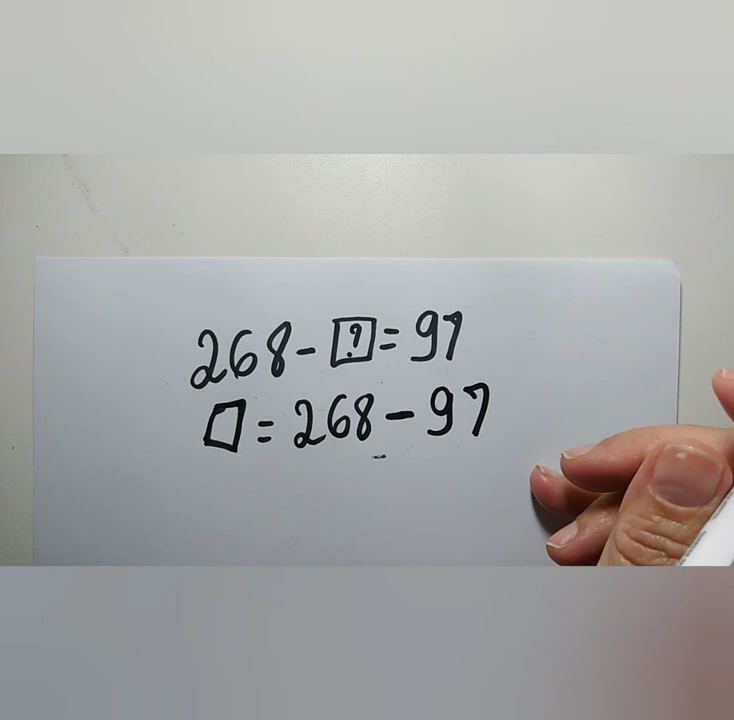 268 - ? = 97
□ = 268 - 97